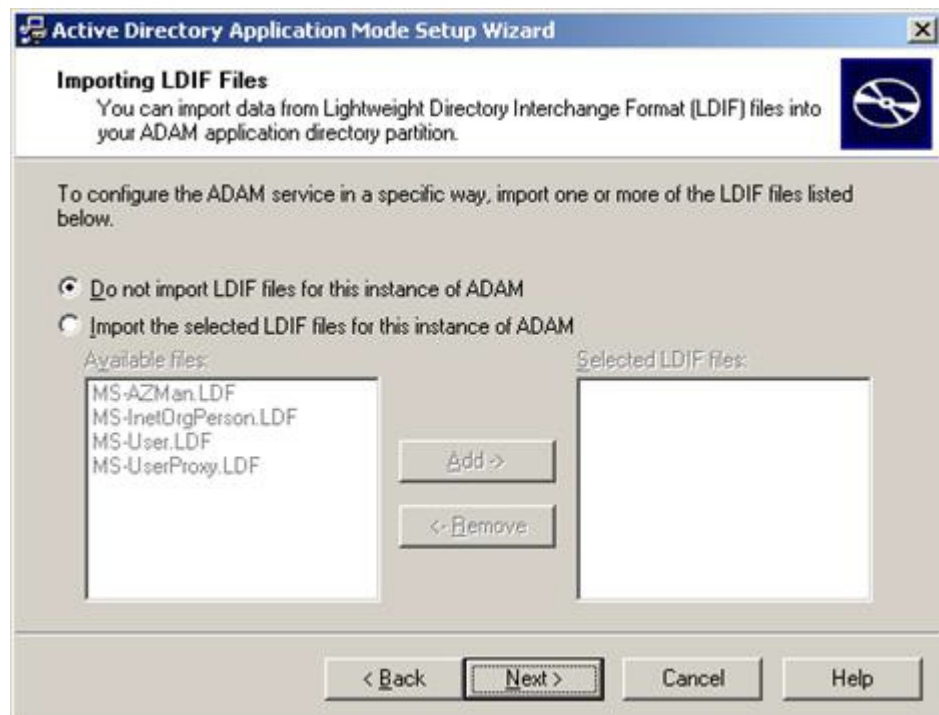 Active Directory Application Mode Setup Wizard
Importing LDIF Files
You can import data from Lightweight Directory Interchange Format (LDIF) files into
your ADAM application directory partition.
To configure the ADAM service in a specific way, import one or more of the LDIF files listed
below.
Do not import LDIF files for this instance of ADAM
Import the selected LDIF files for this instance of ADAM
Available files:
Selected LDIF files:
MS-AZMan.LDF
MS-InetOrgPerson.LDF
MS-User.LDF
MS-UserProxy.LDF
Add ->
<- Remove
< Back
Next >
Cancel
Help